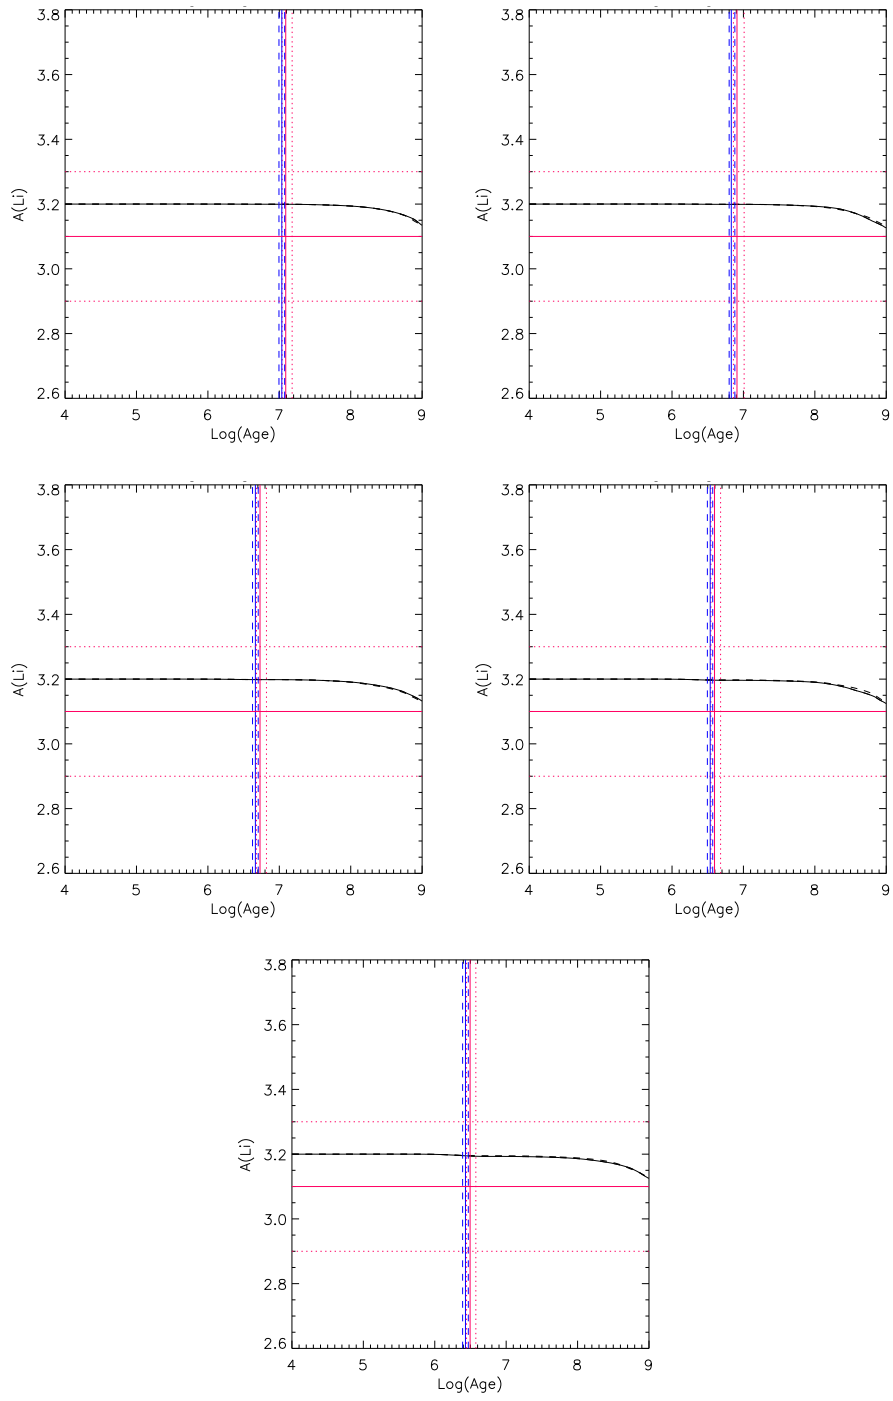 3.8 3.8
3.6 3.6
3.4 3.4
A(Li) 3.2 A(Li) 3.2
3.0 3.0
2.8 2.8
2.6 2.6
4 5 6 7 8 9 4 5 6 7 8 9
Log(Age) Log(Age)
3.8 3.8
3.6 3.6
3.4 3.4
A(Li) 3.2 A(Li) 3.2
3.0 3.0
2.8 2.8
2.6 2.6
4 5 6 7 8 9 4 5 6 7 8 9
Log(Age) Log(Age)
3.8
3.6
3.4
A(Li) 3.2
3.0
2.8
2.6
4 5 6 7 8 9
Log(Age)